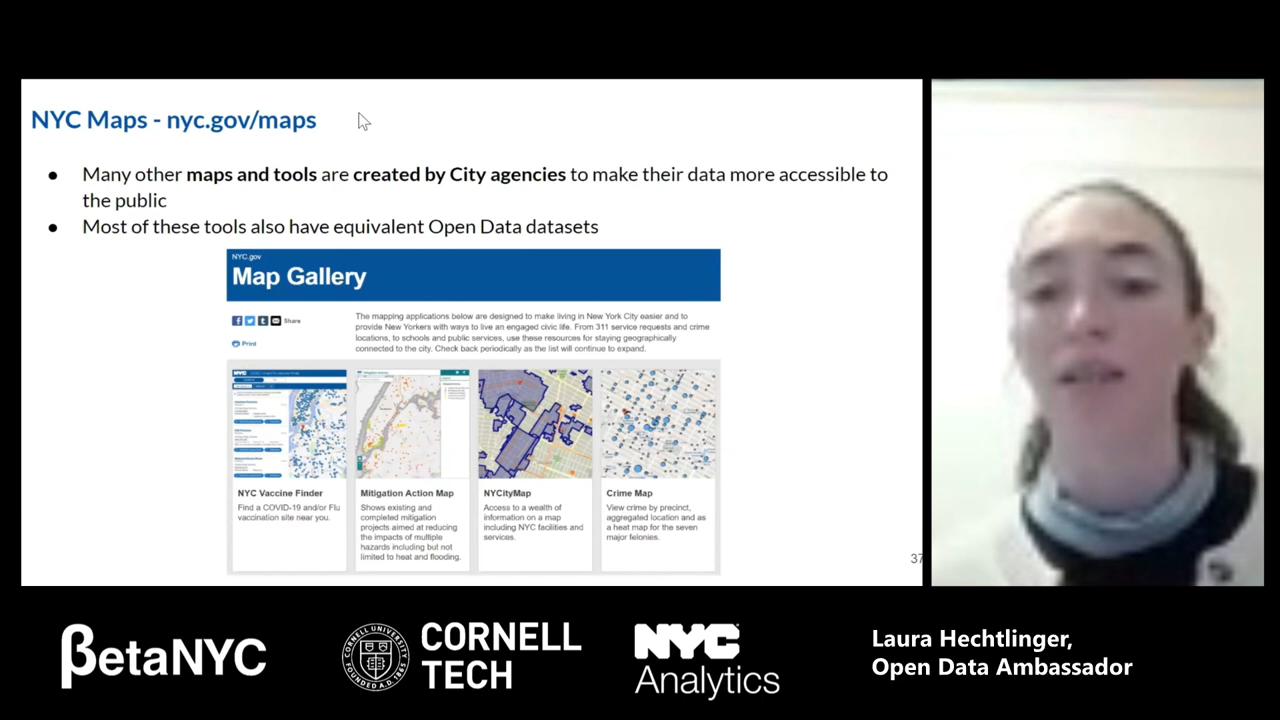 NYC Maps - nyc.gov/maps
● Many other maps and tools are created by City agencies to make their data more accessible to
the public
● Most of these tools also have equivalent Open Data datasets
NYC.gov
Map Gallery
Share
Print
The mapping applications below are designed to make living in New York City easier and to
provide New Yorkers with ways to live an engaged civic life. From 311 service requests and crime
locations, to schools and public services, use these resources for staying geographically
connected to the city. Check back periodically as the list will continue to expand.
NYC Vaccine Finder
Find a COVID-19 and/or Flu
vaccination site near you.
Mitigation Action Map
Shows existing and
completed mitigation
projects aimed at reducing
the impacts of multiple
hazards including but not
limited to heat and flooding.
NYCityMap
Access to a wealth of
information on a map
including NYC facilities and
services.
Crime Map
View crime by precinct,
aggregated location and as
a heat map for the seven
major felonies.
37
βetaNYC
CORNELL UNIVERSITY
FOUNDED A.D. 1865
CORNELL
TECH
NYC
Analytics
Laura Hechtlinger,
Open Data Ambassador